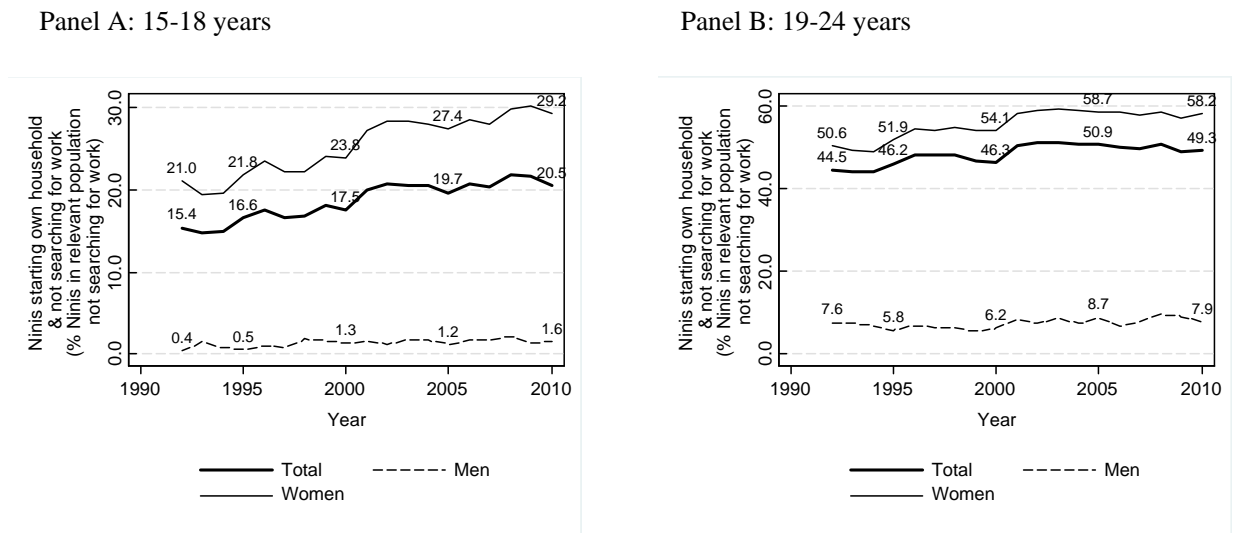 Panel A: 15-18 years
Ninis starting own household
& not searching for work
(% Ninis in relevant population
not searching for work)
30.0
20.0
10.0
0.0
21.0
21.8
23.8
27.4
29.2
15.4
16.6
17.5
19.7
20.5
0.4
0.5
1.3
1.2
1.6
1990
1995
2000
2005
2010
Year
Total
Men
Women
Panel B: 19-24 years
Ninis starting own household
& not searching for work
(% Ninis in relevant population
not searching for work)
60.0
40.0
20.0
0.0
50.6
51.9
54.1
58.7
58.2
44.5
46.2
46.3
50.9
49.3
7.6
5.8
6.2
8.7
7.9
1990
1995
2000
2005
2010
Year
Total
Men
Women